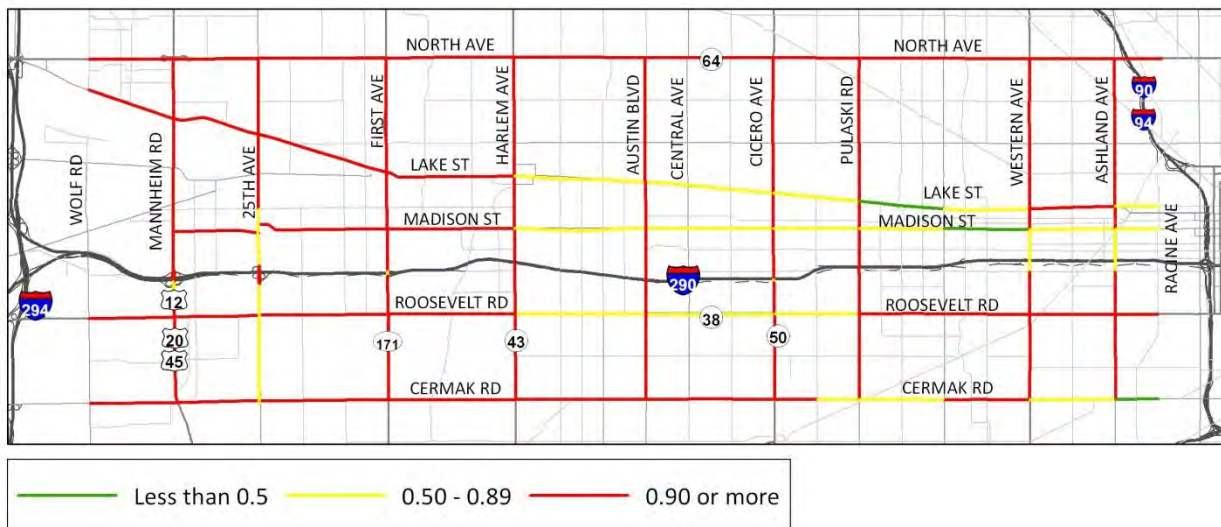 NORTH AVE
NORTH AVE
64
90
94
WOLF RD
MANNHEIM RD
25TH AVE
FIRST AVE
HARLEM AVE
AUSTIN BLVD
CENTRAL AVE
CICERO AVE
PULASKI RD
WESTERN AVE
ASHLAND AVE
RACINE AVE
LAKE ST
LAKE ST
MADISON ST
MADISON ST
290
294
12
ROOSEVELT RD
38
ROOSEVELT RD
20
45
171
43
50
CERMAK RD
CERMAK RD
Less than 0.5
0.50 - 0.89
0.90 or more